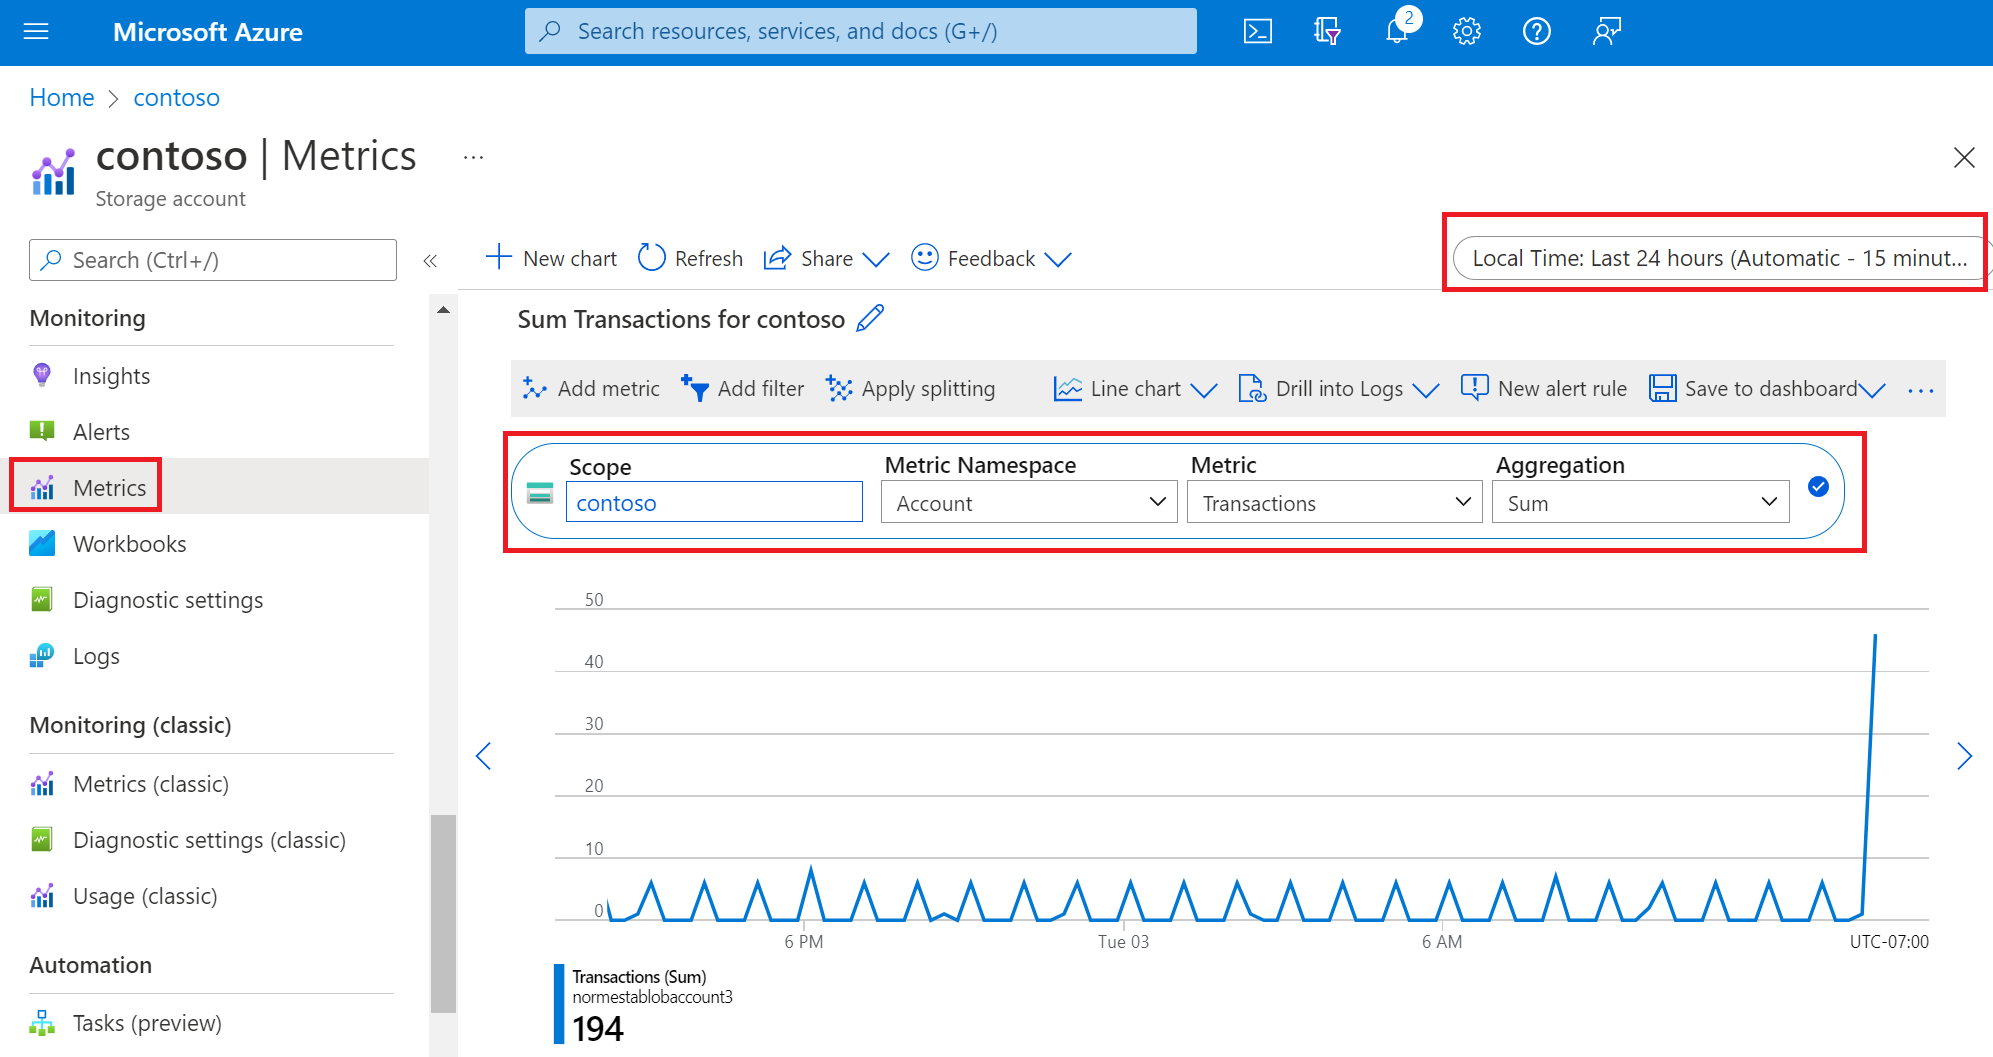 Microsoft Azure
Search resources, services, and docs (G+/)
2
Home > contoso
contoso | Metrics ...
Storage account
Search (Ctrl+/)
«
New chart
Refresh
Share
Feedback
Local Time: Last 24 hours (Automatic - 15 minut...
Monitoring
Insights
Alerts
Metrics
Workbooks
Diagnostic settings
Logs
Monitoring (classic)
Metrics (classic)
Diagnostic settings (classic)
Usage (classic)
Automation
Tasks (preview)
Sum Transactions for contoso
Add metric
Add filter
Apply splitting
Line chart
Drill into Logs
New alert rule
Save to dashboard
...
Scope
contoso
Metric Namespace
Account
Metric
Transactions
Aggregation
Sum
50
40
30
20
10
0
6 PM
Tue 03
6 AM
UTC-07:00
Transactions (Sum)
normestablobaccount3
194